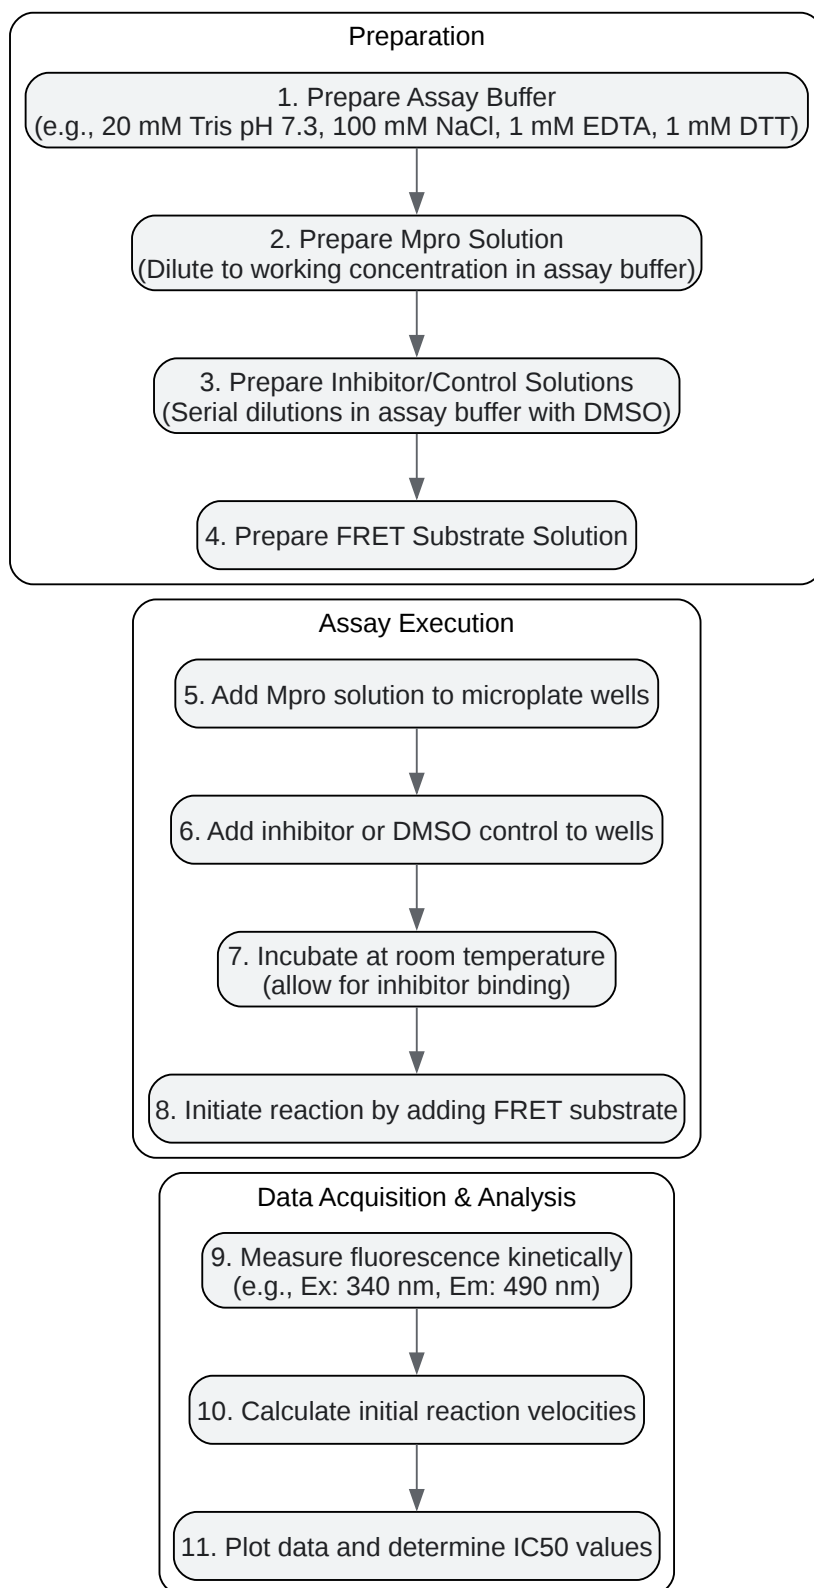 Preparation
1. Prepare Assay Buffer
(e.g., 20 mM Tris pH 7.3, 100 mM NaCl, 1 mM EDTA, 1 mM DTT)
2. Prepare Mpro Solution
(Dilute to working concentration in assay buffer)
3. Prepare Inhibitor/Control Solutions
(Serial dilutions in assay buffer with DMSO)
4. Prepare FRET Substrate Solution
Assay Execution
5. Add Mpro solution to microplate wells
6. Add inhibitor or DMSO control to wells
7. Incubate at room temperature
(allow for inhibitor binding)
8. Initiate reaction by adding FRET substrate
Data Acquisition & Analysis
9. Measure fluorescence kinetically
(e.g., Ex: 340 nm, Em: 490 nm)
10. Calculate initial reaction velocities
11. Plot data and determine IC50 values